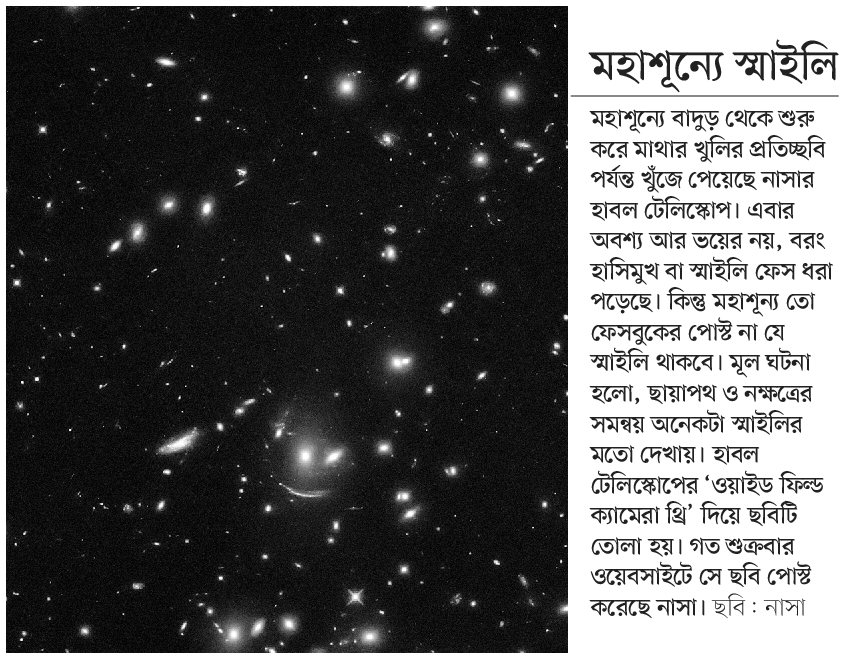 মহাশূন্যে স্মাইলি
মহাশূন্যে বাদুড় থেকে শুরু
করে মাথার খুলির প্রতিচ্ছবি
পর্যন্ত খুঁজে পেয়েছে নাসার
হাবল টেলিস্কোপ। এবার
অবশ্য আর ভয়ের নয়, বরং
হাসিমুখ বা স্মাইলি ফেস ধরা
পড়েছে। কিন্তু মহাশূন্য তো
ফেসবুকের পোস্ট না যে
স্মাইলি থাকবে। মূল ঘটনা
হলো, ছায়াপথ ও নক্ষত্রের
সমন্বয় অনেকটা স্মাইলির
মতো দেখায়। হাবল
টেলিস্কোপের ‘ওয়াইড ফিল্ড
ক্যামেরা থ্রি’ দিয়ে ছবিটি
তোলা হয়। গত শুক্রবার
ওয়েবসাইটে সে ছবি পোস্ট
করেছে নাসা। ছবি : নাসা